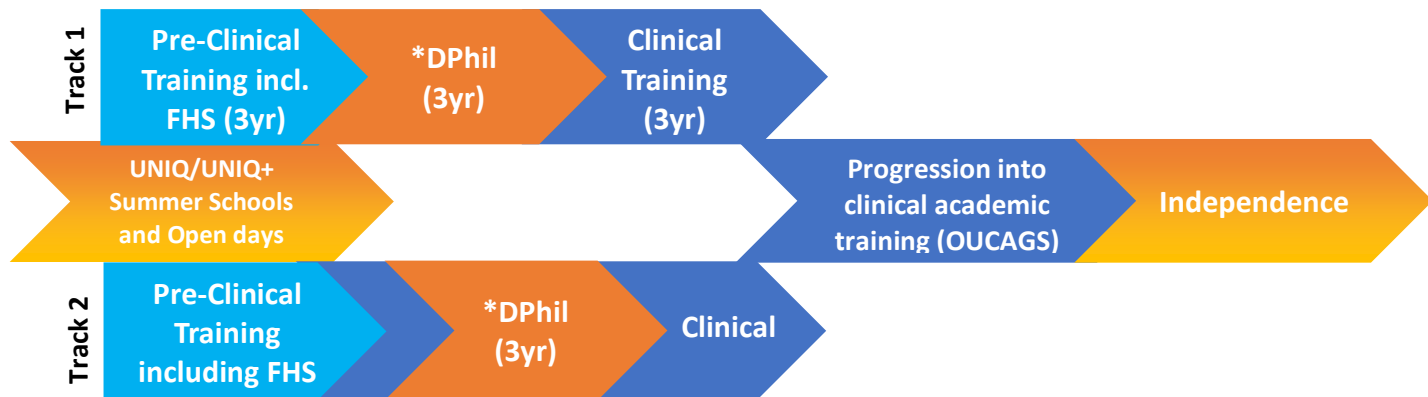 Track 1
Pre-Clinical
Training incl.
FHS (3yr)
*DPhil
(3yr)
Clinical
Training
(3yr)
UNIQ/UNIQ+
Summer Schools
and Open days
Progression into
clinical academic
training (OUCAGS)
Independence
Track 2
Pre-Clinical
Training
including FHS
*DPhil
(3yr)
Clinical